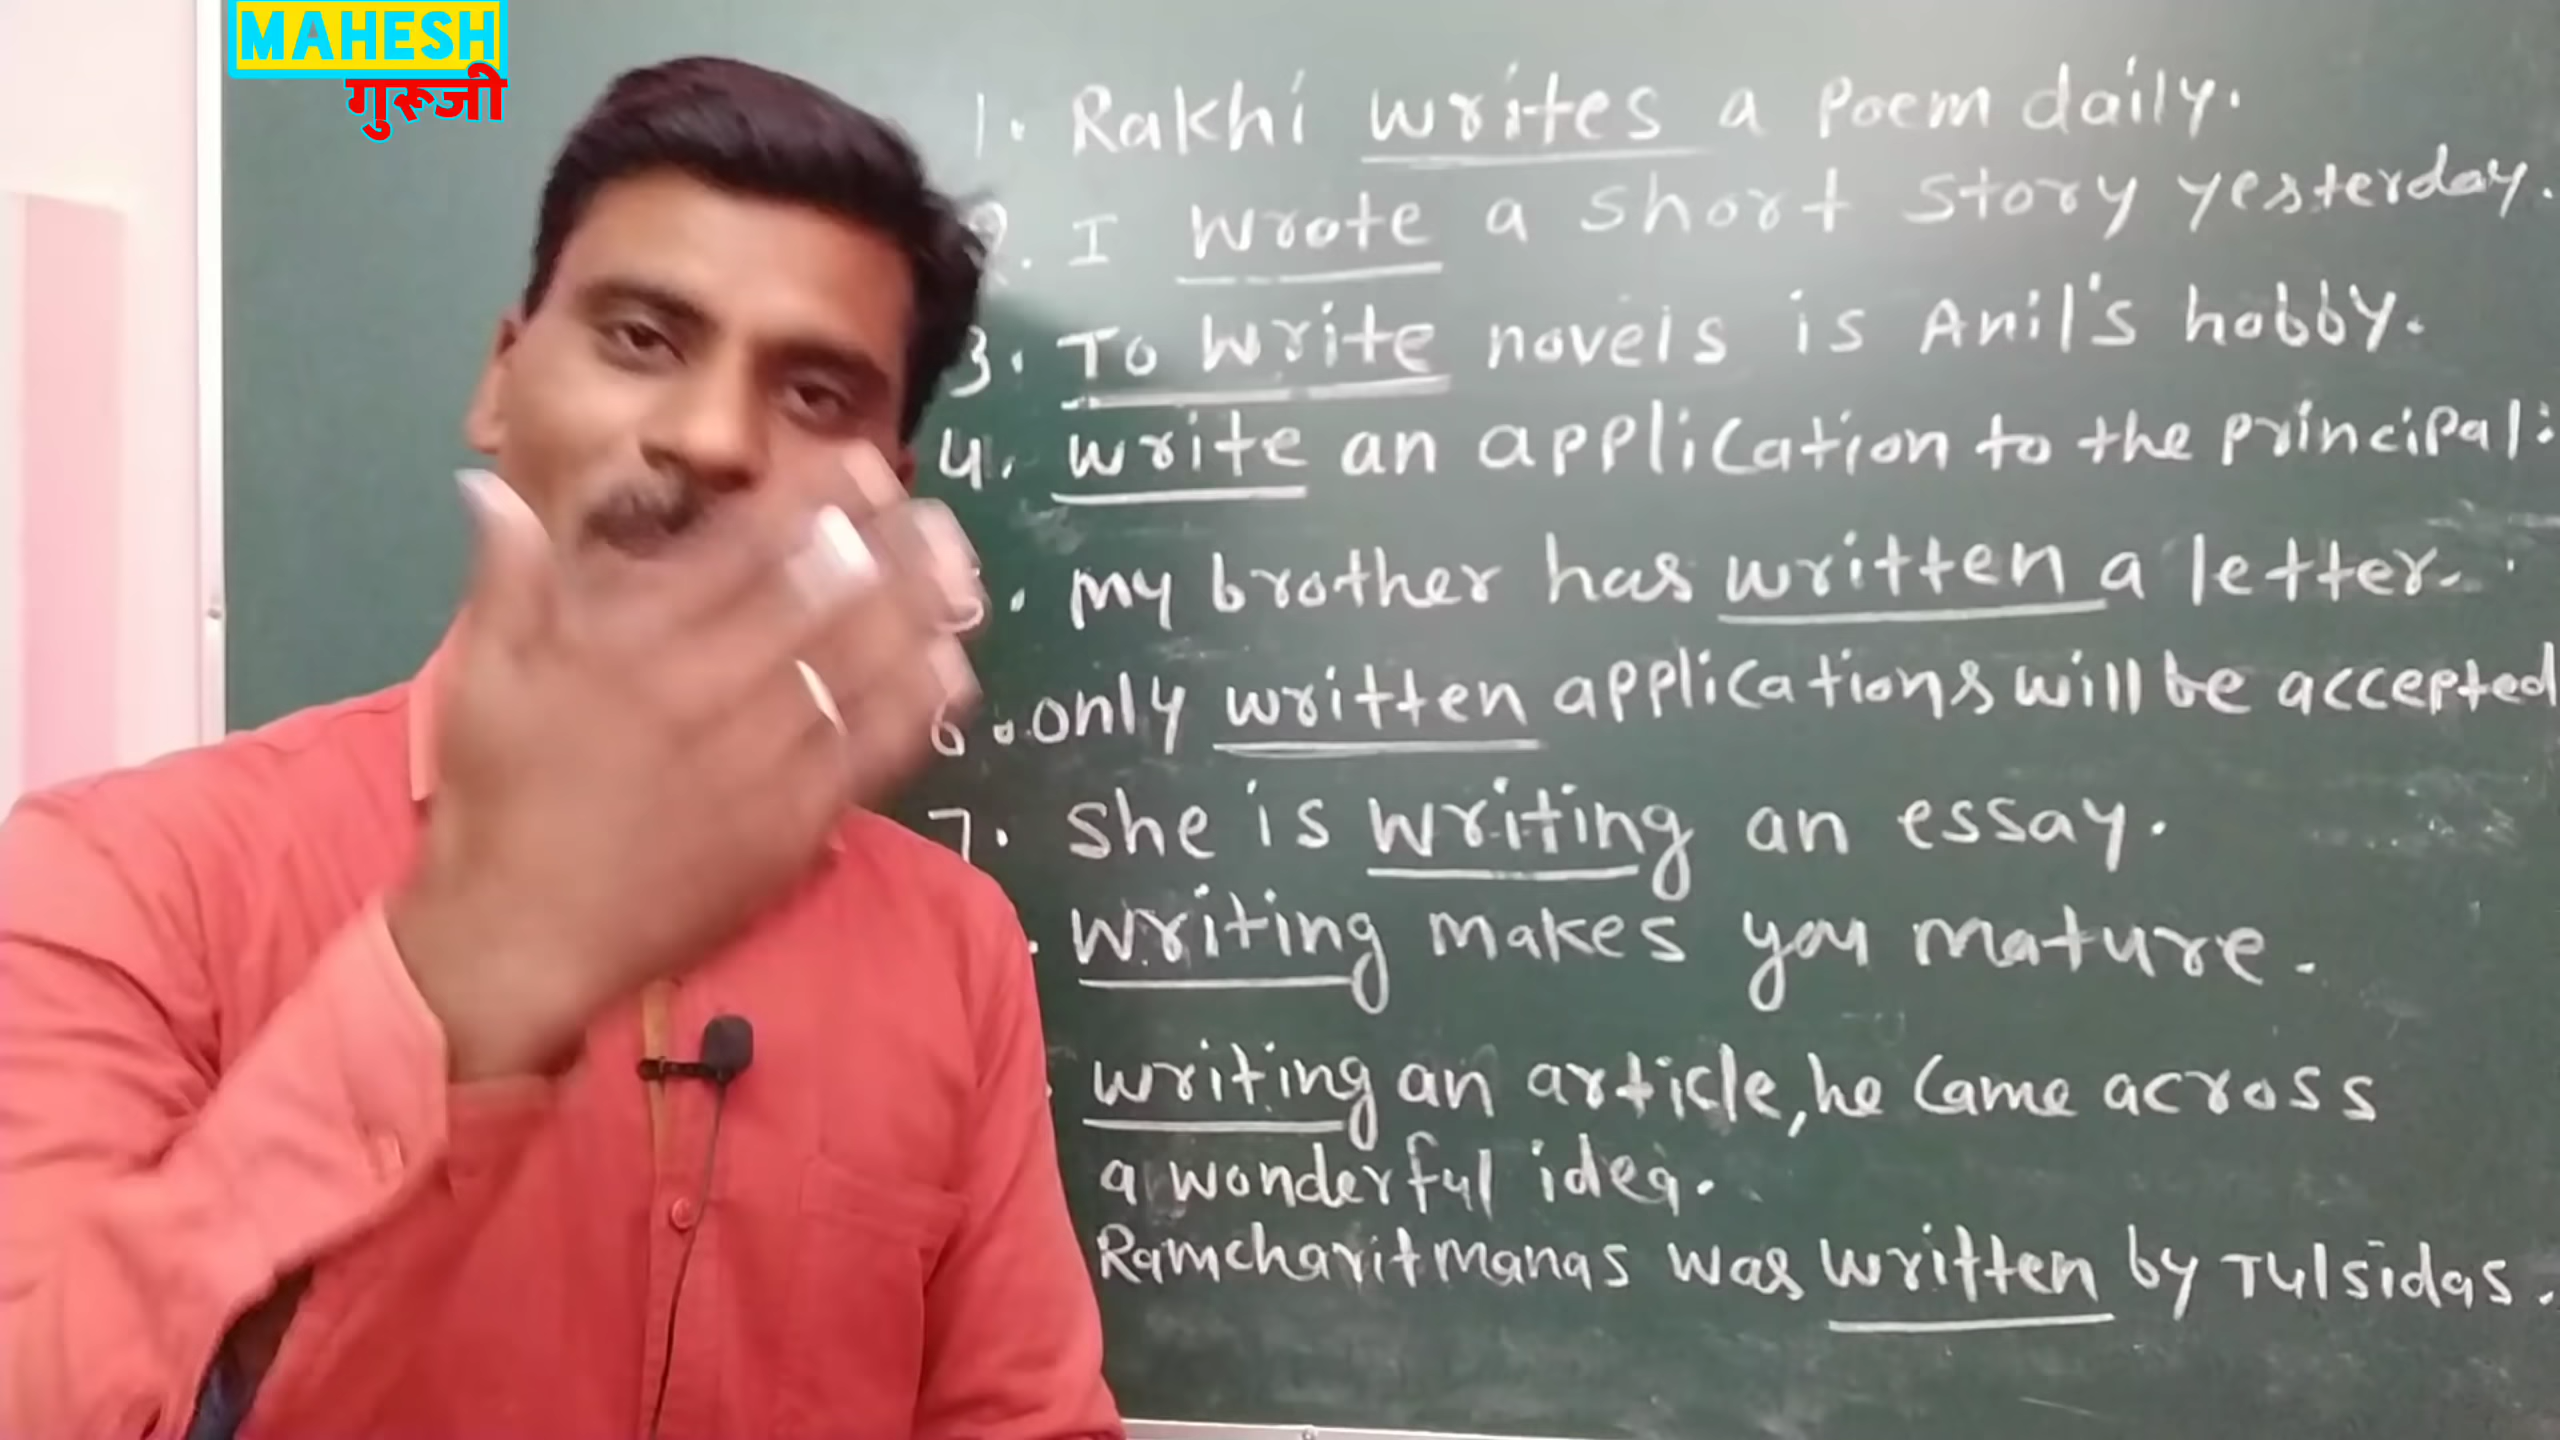 MAHESH
गुरूजी
1. Rakhi writes a poem daily.
2. I wrote a short story yesterday.
3. To write novels is Anil's hobby.
4. write an application to the principal.
5. my brother has written a letter.
6. only written applications will be accepted
7. she is writing an essay.
. writing makes you mature.
writing an article, he came across
a wonderful idea.
Ramcharitmanas was written by Tulsidas.